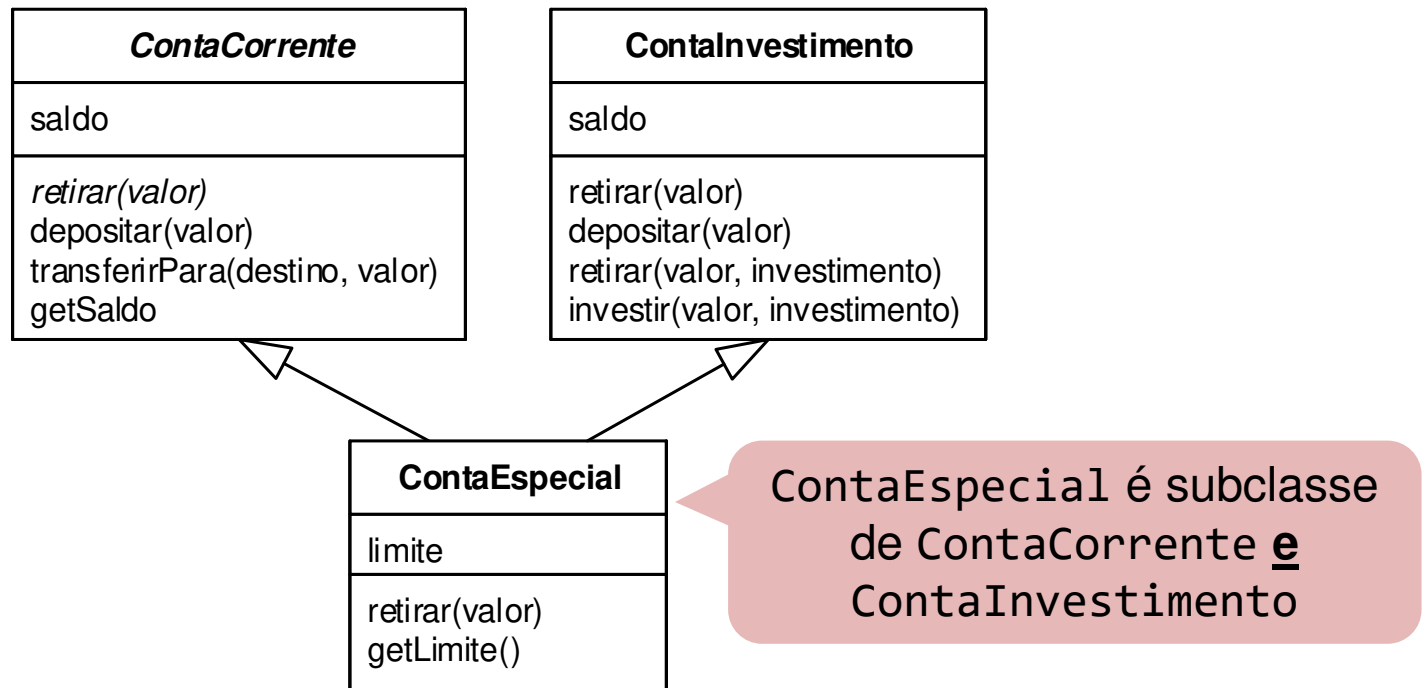 ContaCorrente
saldo
retirar(valor)
depositar(valor)
transferirPara(destino, valor)
getSaldo
ContaInvestimento
saldo
retirar(valor)
depositar(valor)
retirar(valor, investimento)
investir(valor, investimento)
ContaEspecial
limite
retirar(valor)
getLimite()
ContaEspecial é subclasse
de ContaCorrente e
ContaInvestimento